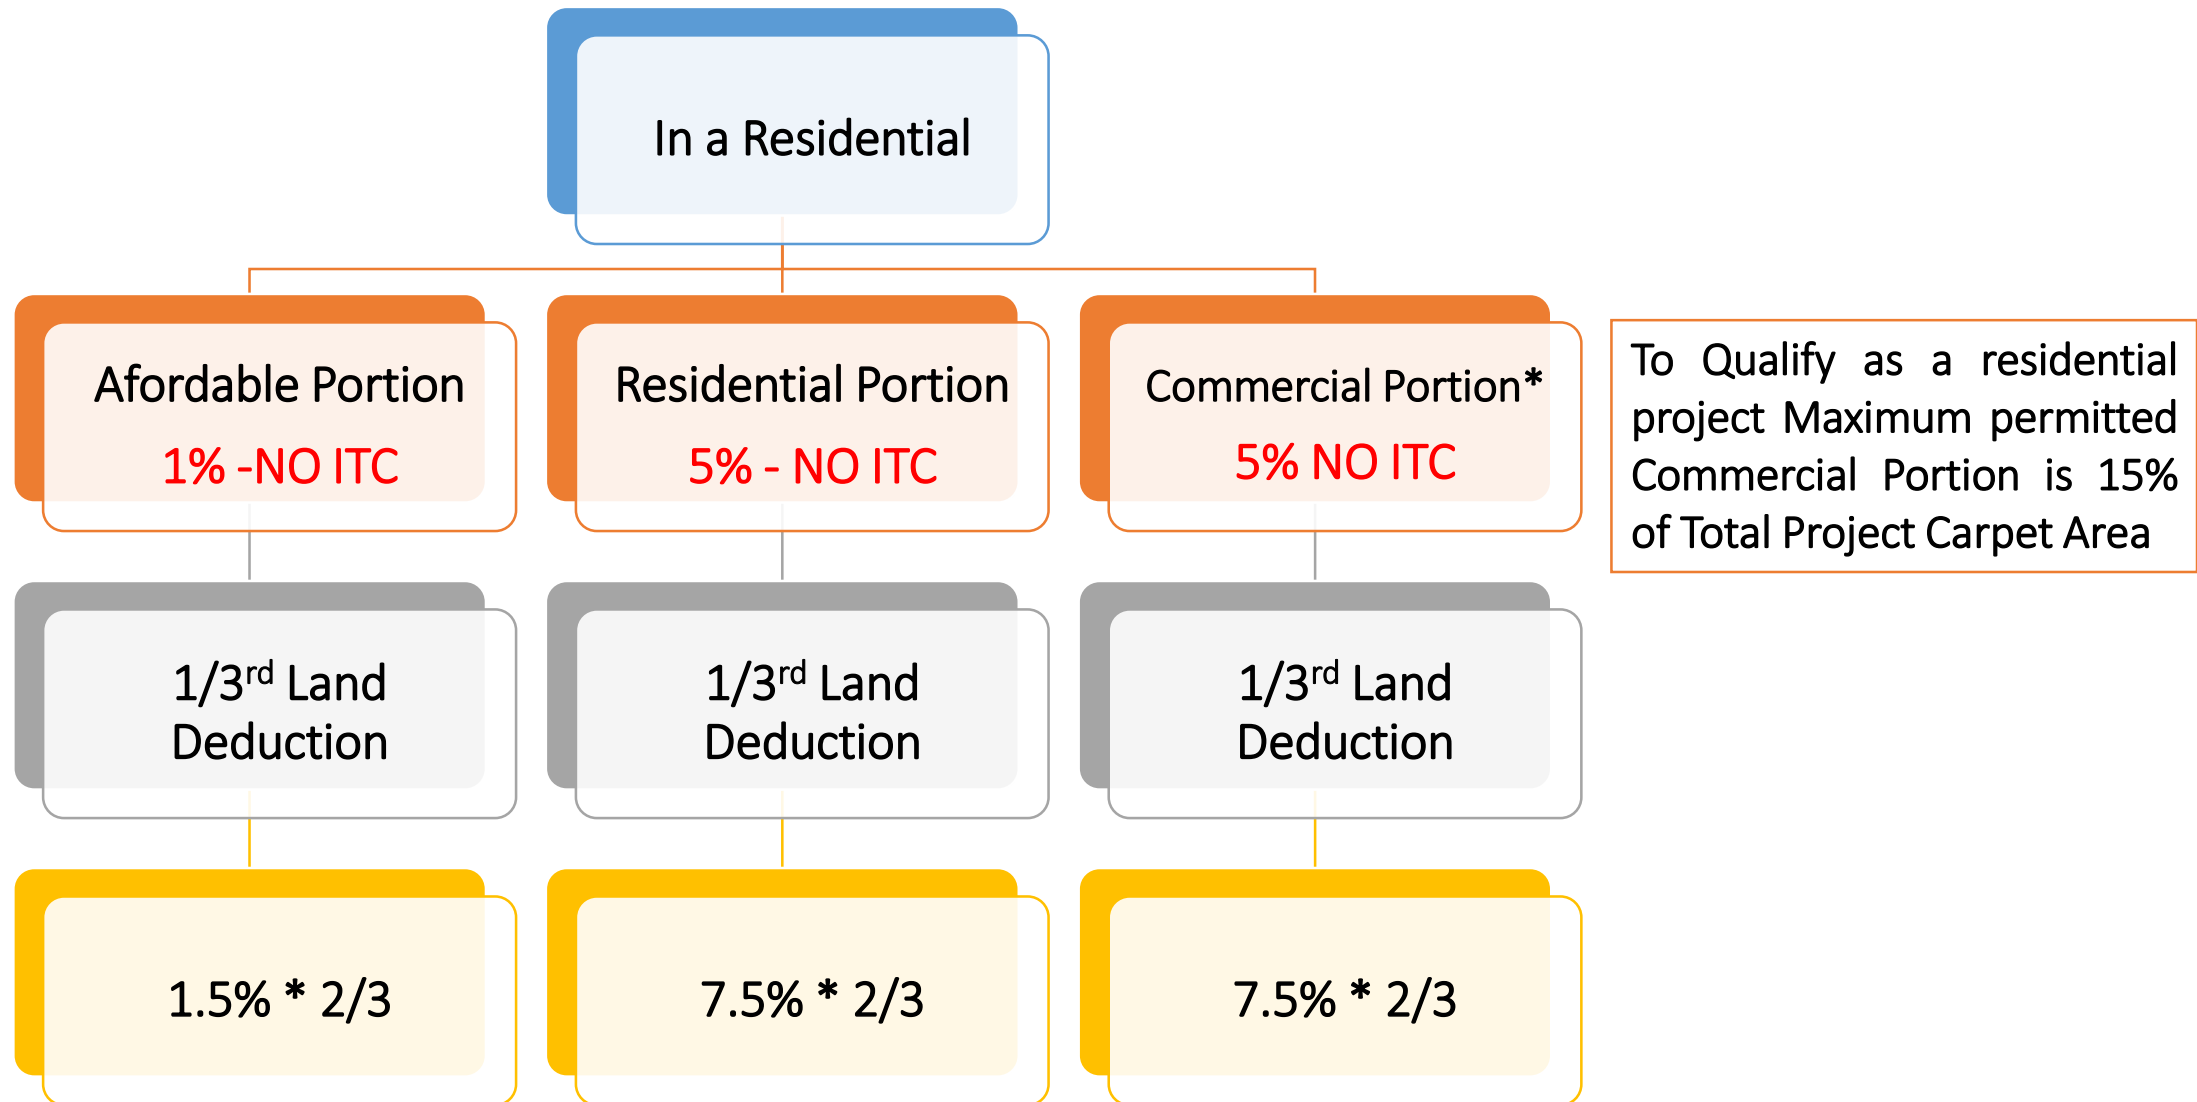 In a Residential
Afordable Portion
1% -NO ITC
Residential Portion
5% - NO ITC
Commercial Portion*
5% NO ITC
To Qualify as a residential
project Maximum permitted
Commercial Portion is 15%
of Total Project Carpet Area
1/3rd Land
Deduction
1/3rd Land
Deduction
1/3rd Land
Deduction
1.5% * 2/3
7.5% * 2/3
7.5% * 2/3